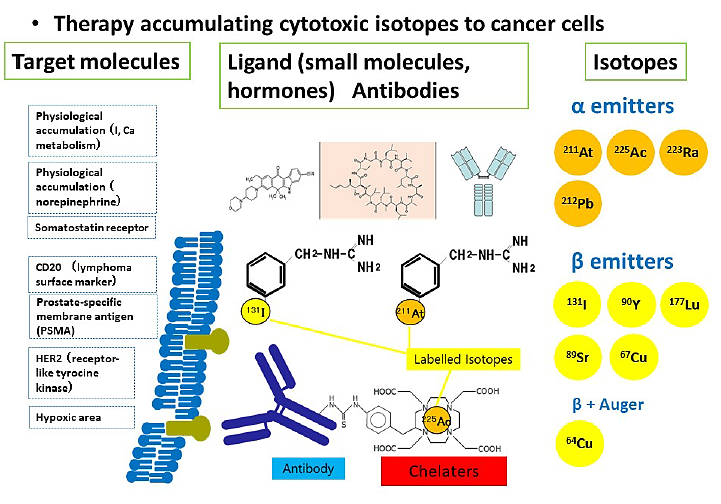 • Therapy accumulating cytotoxic isotopes to cancer cells
Target molecules
Ligand (small molecules,
hormones) Antibodies
Isotopes
Physiological
accumulation (I, Ca
metabolism)
Physiological
accumulation (
norepinephrine)
Somatostatin receptor
CD20 (lymphoma
surface marker)
Prostate-specific
membrane antigen
(PSMA)
HER2 (receptor-
like tyrocine
kinase)
Hypoxic area
CH2-NH-C
NH
NH2
131I
CH2-NH-C
NH
NH2
211At
Labelled Isotopes
HOOC
COOH
225Ac
HOOC
COOH
Antibody
Chelaters
α emitters
211At
225Ac
223Ra
212Pb
β emitters
131I
90Y
177Lu
89Sr
67Cu
β + Auger
64Cu